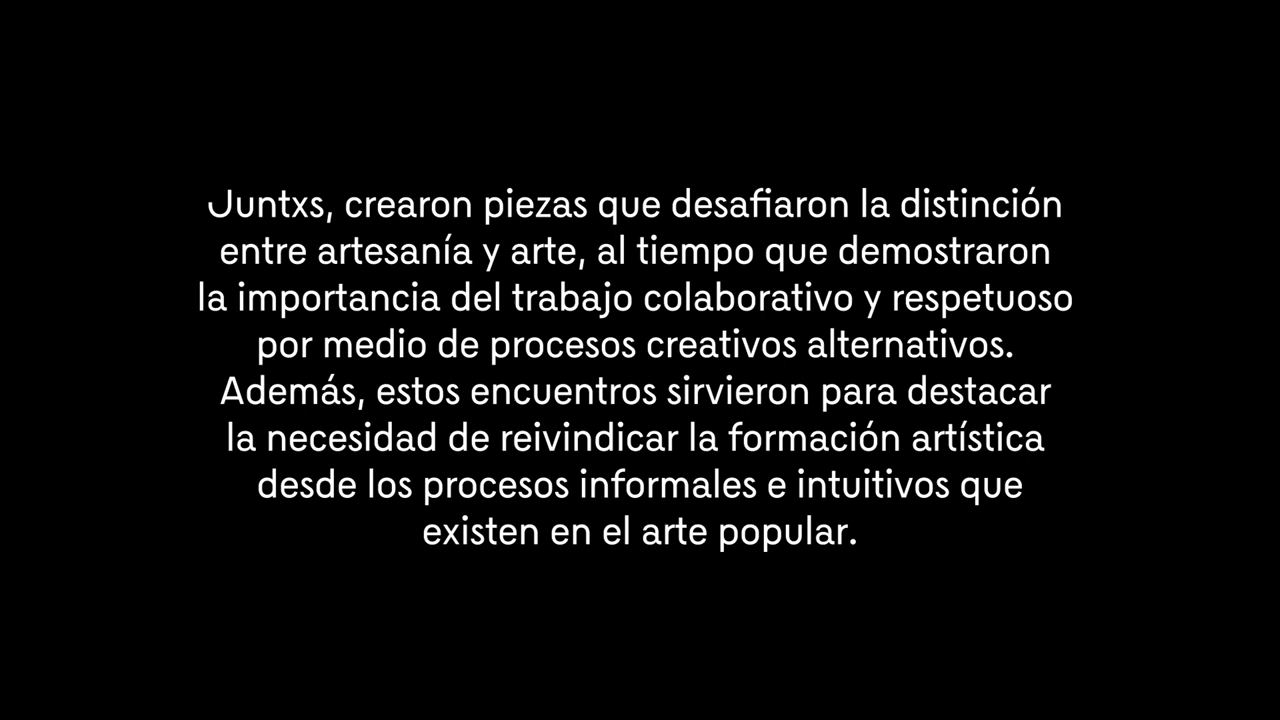 Juntxs, crearon piezas que desafiaron la distinción
entre artesanía y arte, al tiempo que demostraron
la importancia del trabajo colaborativo y respetuoso
por medio de procesos creativos alternativos.
Además, estos encuentros sirvieron para destacar
la necesidad de reivindicar la formación artística
desde los procesos informales e intuitivos que
existen en el arte popular.